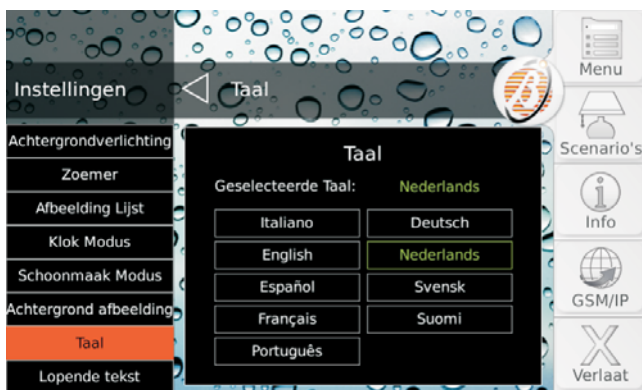 Instellingen
Taal
Achtergrondverlichting
Zoemer
Afbeelding Lijst
Klok Modus
Schoonmaak Modus
Achtergrond afbeelding
Taal
Lopende tekst
Taal
Geselecteerde Taal: Nederlands
Italiano Deutsch
English Nederlands
Español Svensk
Français Suomi
Português
Menu
Scenario's
Info
GSM/IP
Verlaat